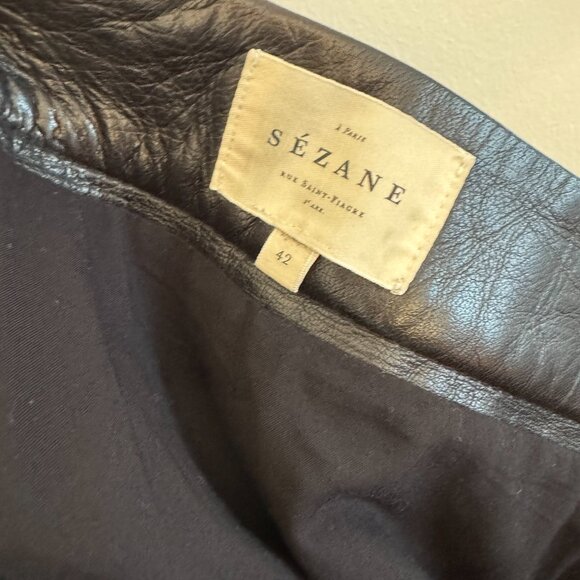 À PARIS
SÉZANE
RUE SAINT-FIACRE
2ᵉ ARR.
42